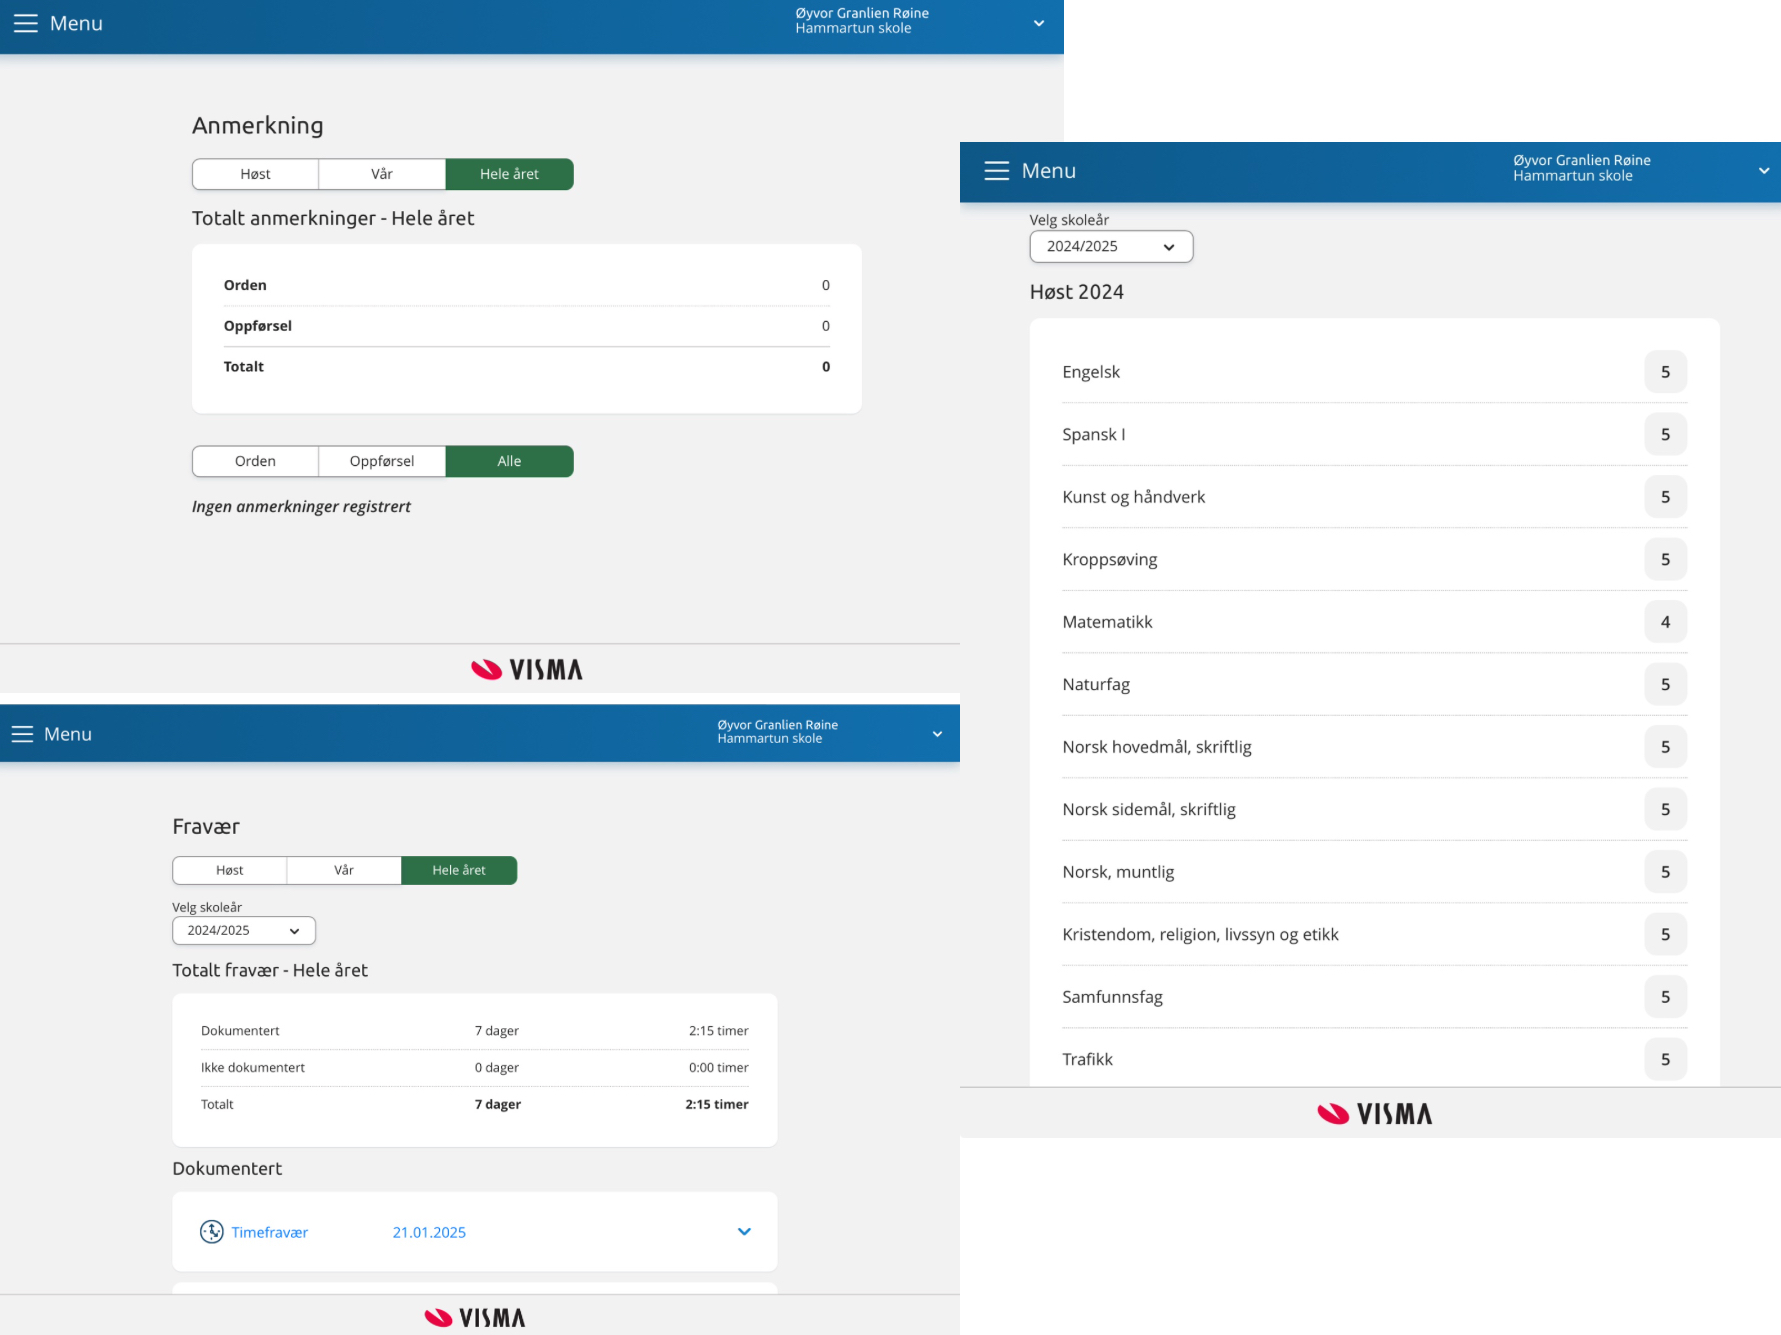 Menu
Øyvor Granlien Røine
Hammartun skole
Anmerkning
Høst Vår Hele året
Totalt anmerkninger - Hele året
Orden 0
Oppførsel 0
Totalt 0
Orden Oppførsel Alle
Ingen anmerkninger registrert
VISMA
Menu
Øyvor Granlien Røine
Hammartun skole
Fravær
Høst Vår Hele året
Velg skoleår
2024/2025
Totalt fravær - Hele året
Dokumentert 7 dager 2:15 timer
Ikke dokumentert 0 dager 0:00 timer
Totalt 7 dager 2:15 timer
Dokumentert
Timefravær 21.01.2025
VISMA
Menu
Øyvor Granlien Røine
Hammartun skole
Velg skoleår
2024/2025
Høst 2024
Engelsk 5
Spansk I 5
Kunst og håndverk 5
Kroppsøving 5
Matematikk 4
Naturfag 5
Norsk hovedmål, skriftlig 5
Norsk sidemål, skriftlig 5
Norsk, muntlig 5
Kristendom, religion, livssyn og etikk 5
Samfunnsfag 5
Trafikk 5
VISMA